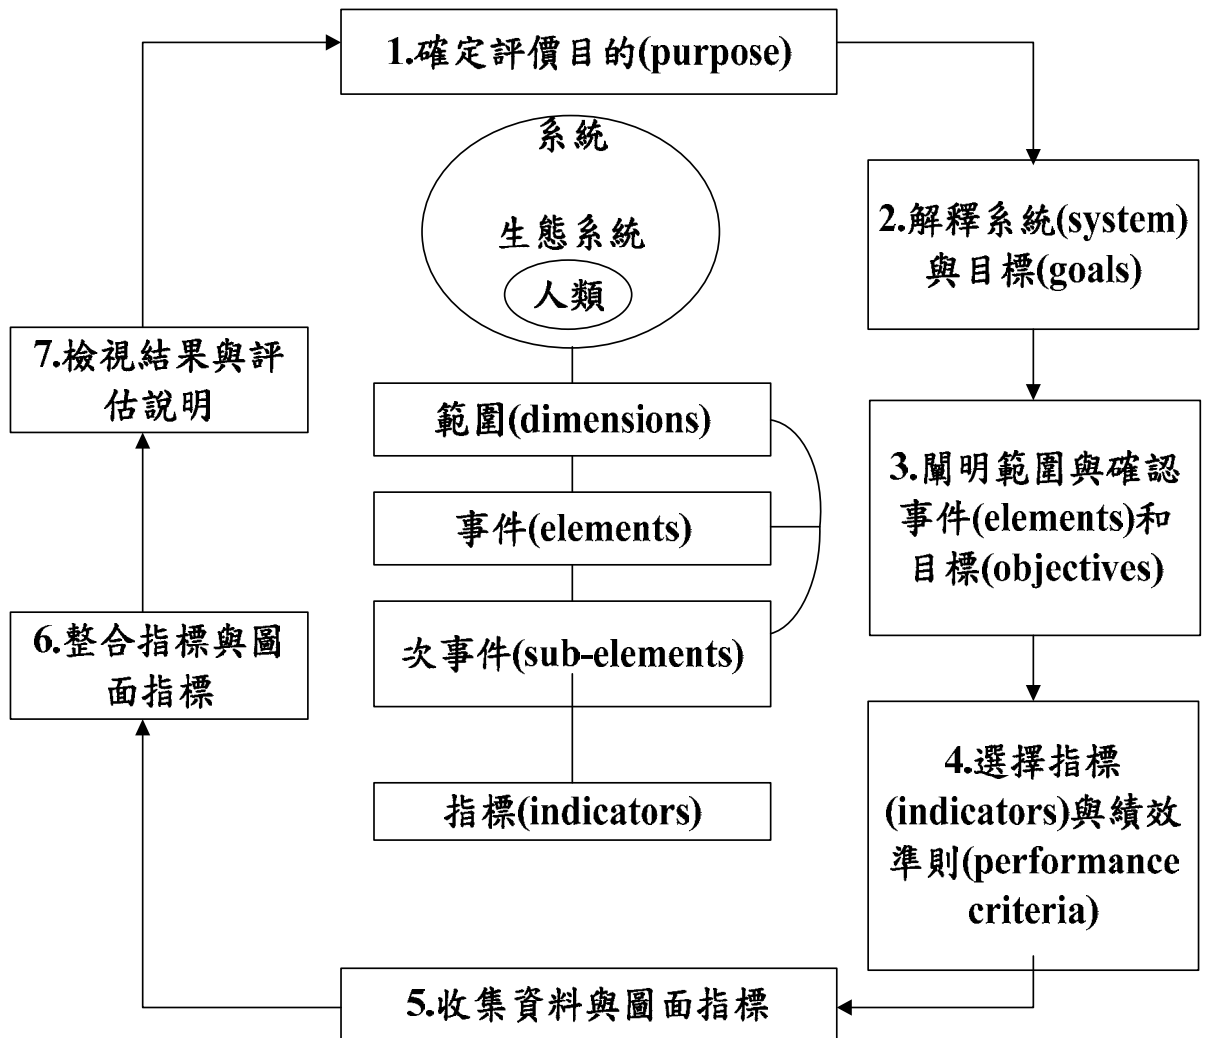 1.確定評價目的(purpose)
系統
生態系統
人類
2.解釋系統(system)
與目標(goals)
7.檢視結果與評
估說明
範圍(dimensions)
3.闡明範圍與確認
事件(elements)和
目標(objectives)
事件(elements)
6.整合指標與圖
面指標
次事件(sub-elements)
4.選擇指標
(indicators)與績效
準則(performance
criteria)
指標(indicators)
5.收集資料與圖面指標